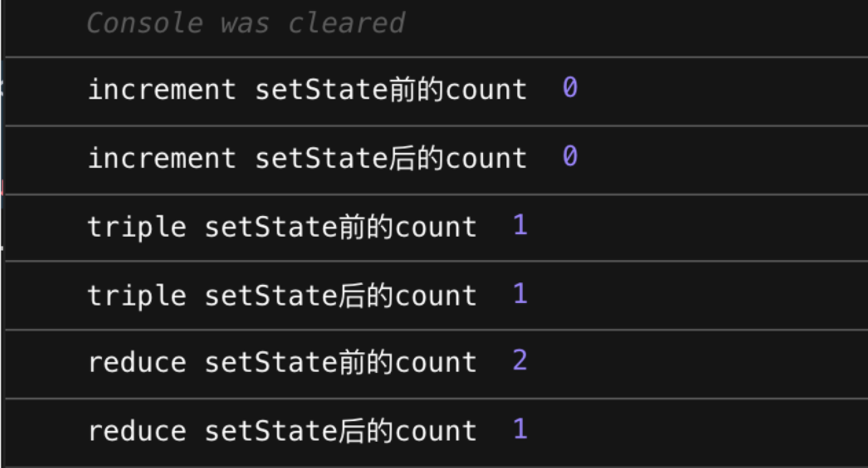 Console was cleared
increment setState前的count 0
increment setState后的count 0
triple setState前的count 1
triple setState后的count 1
reduce setState前的count 2
reduce setState后的count 1